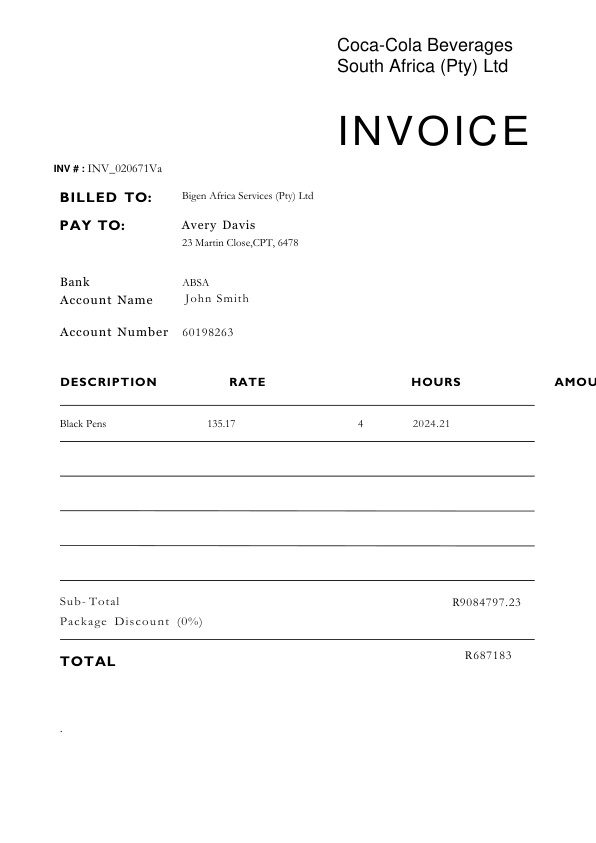 Coca-Cola Beverages
South Africa (Pty) Ltd
INVOICE
INV # : INV_020671Va
BILLED TO: Bigen Africa Services (Pty) Ltd
PAY TO: Avery Davis
23 Martin Close,CPT, 6478
Bank ABSA
Account Name John Smith
Account Number 60198263
DESCRIPTION RATE HOURS AMOU
Black Pens 135.17 4 2024.21
Sub-Total R9084797.23
Package Discount (0%)
TOTAL R687183
.